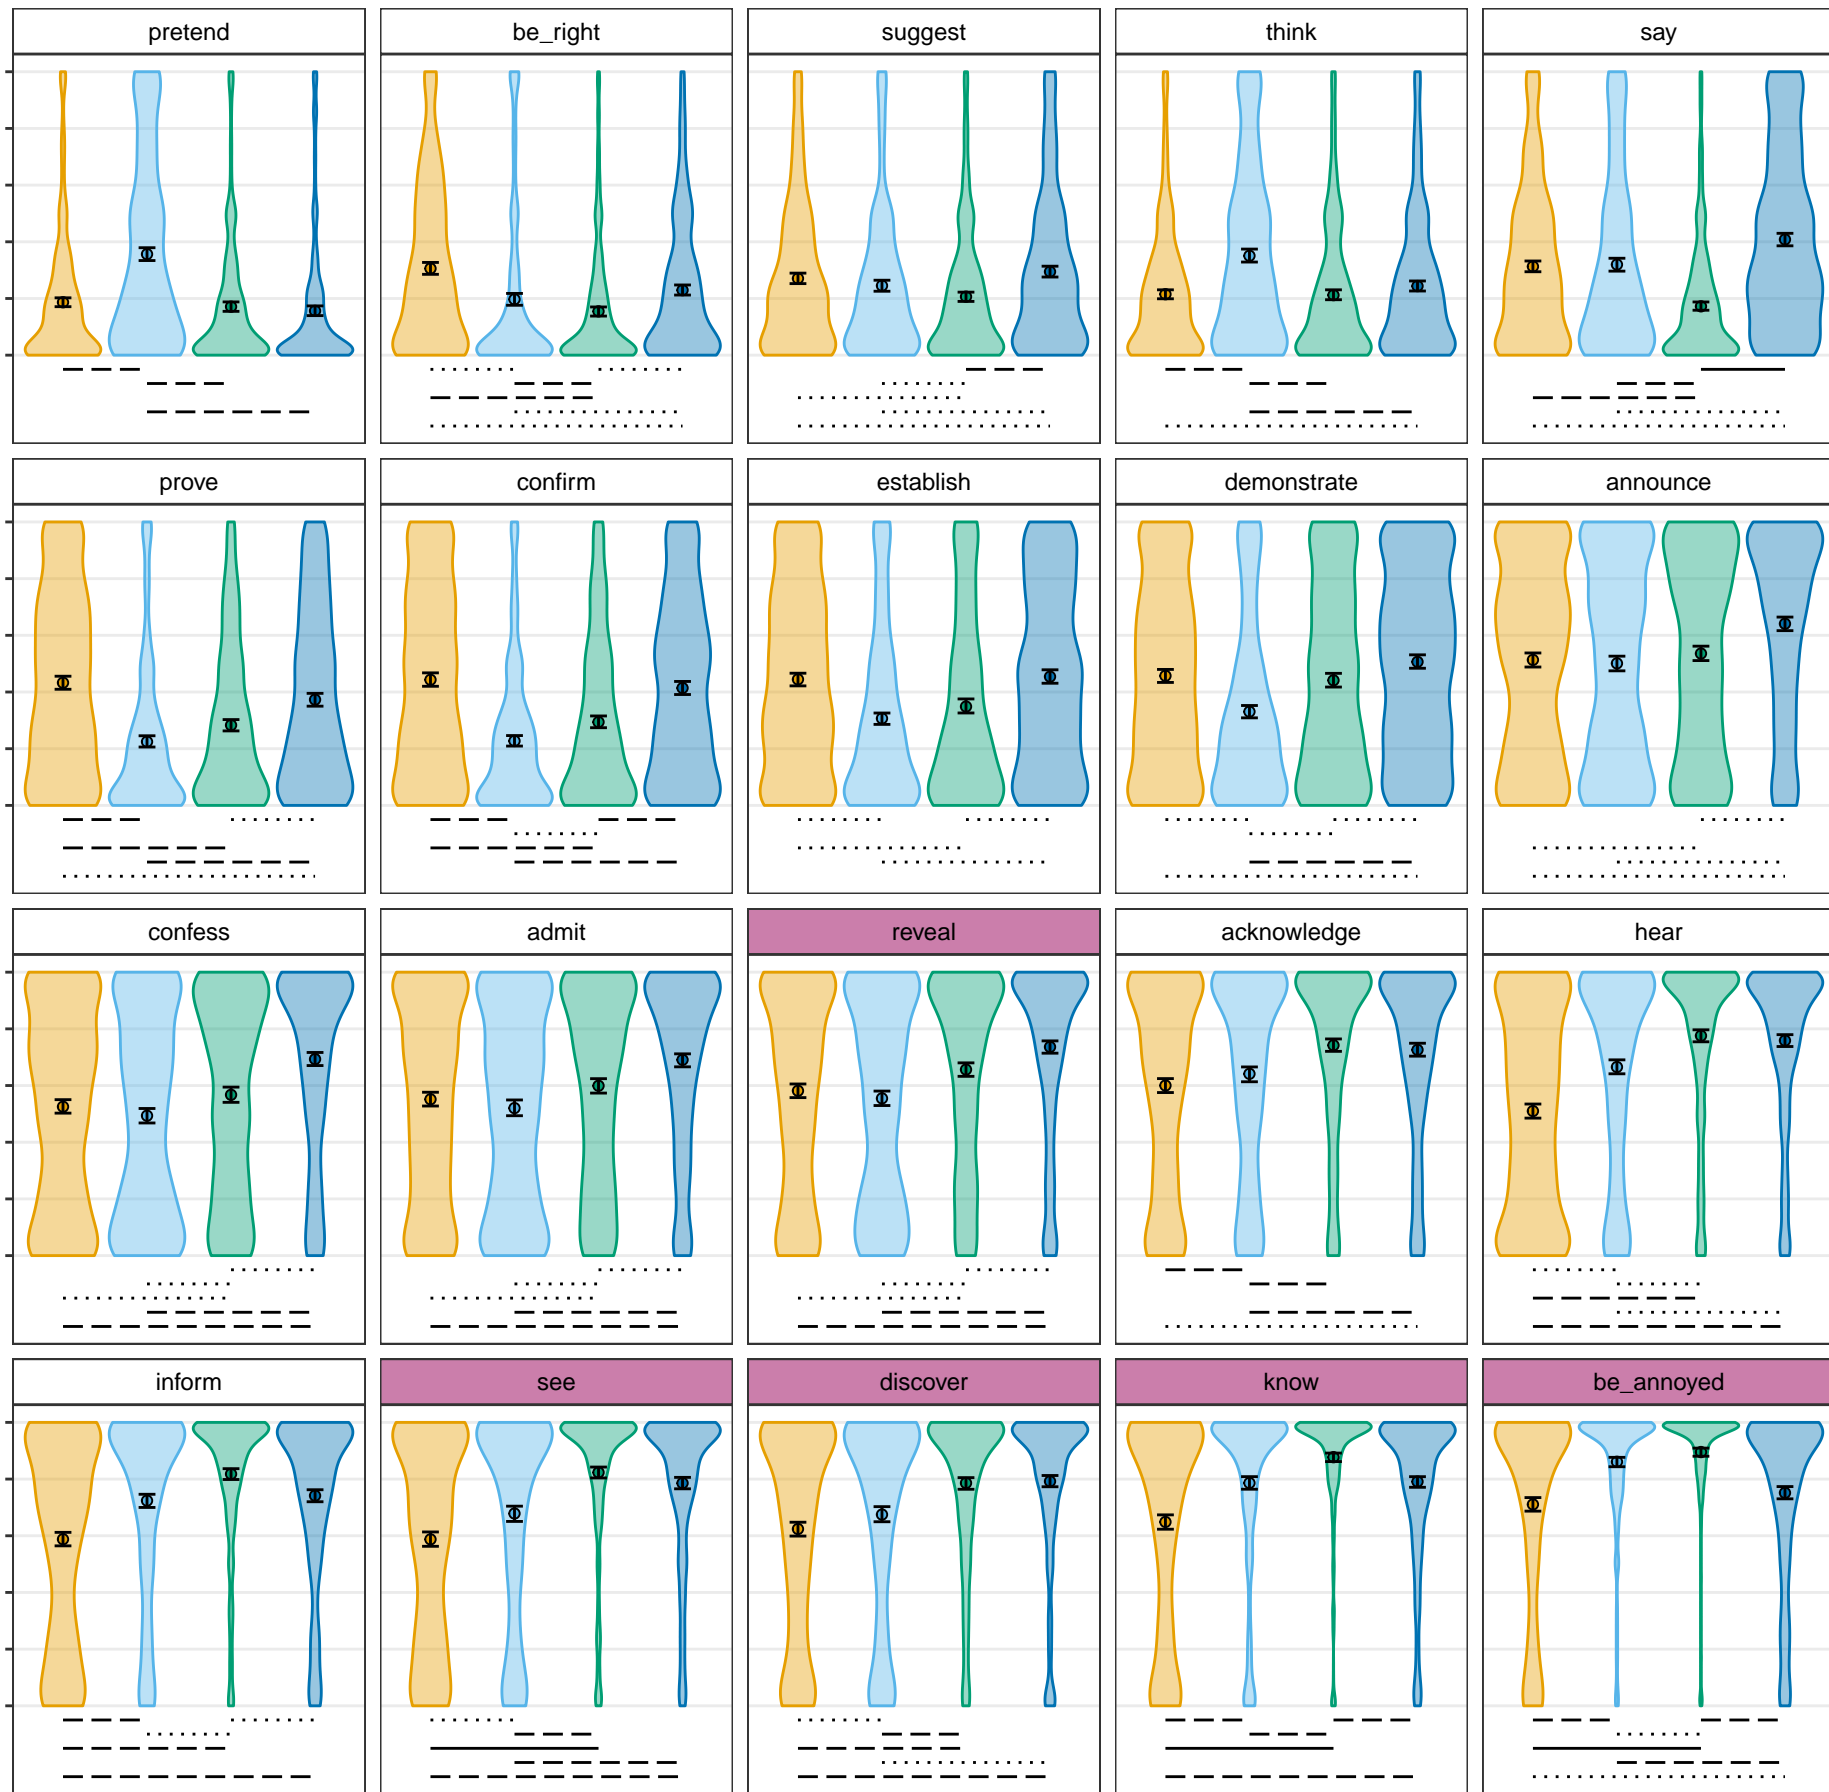 pretend
be_right
suggest
think
say
prove
confirm
establish
demonstrate
announce
confess
admit
reveal
acknowledge
hear
inform
see
discover
know
be_annoyed